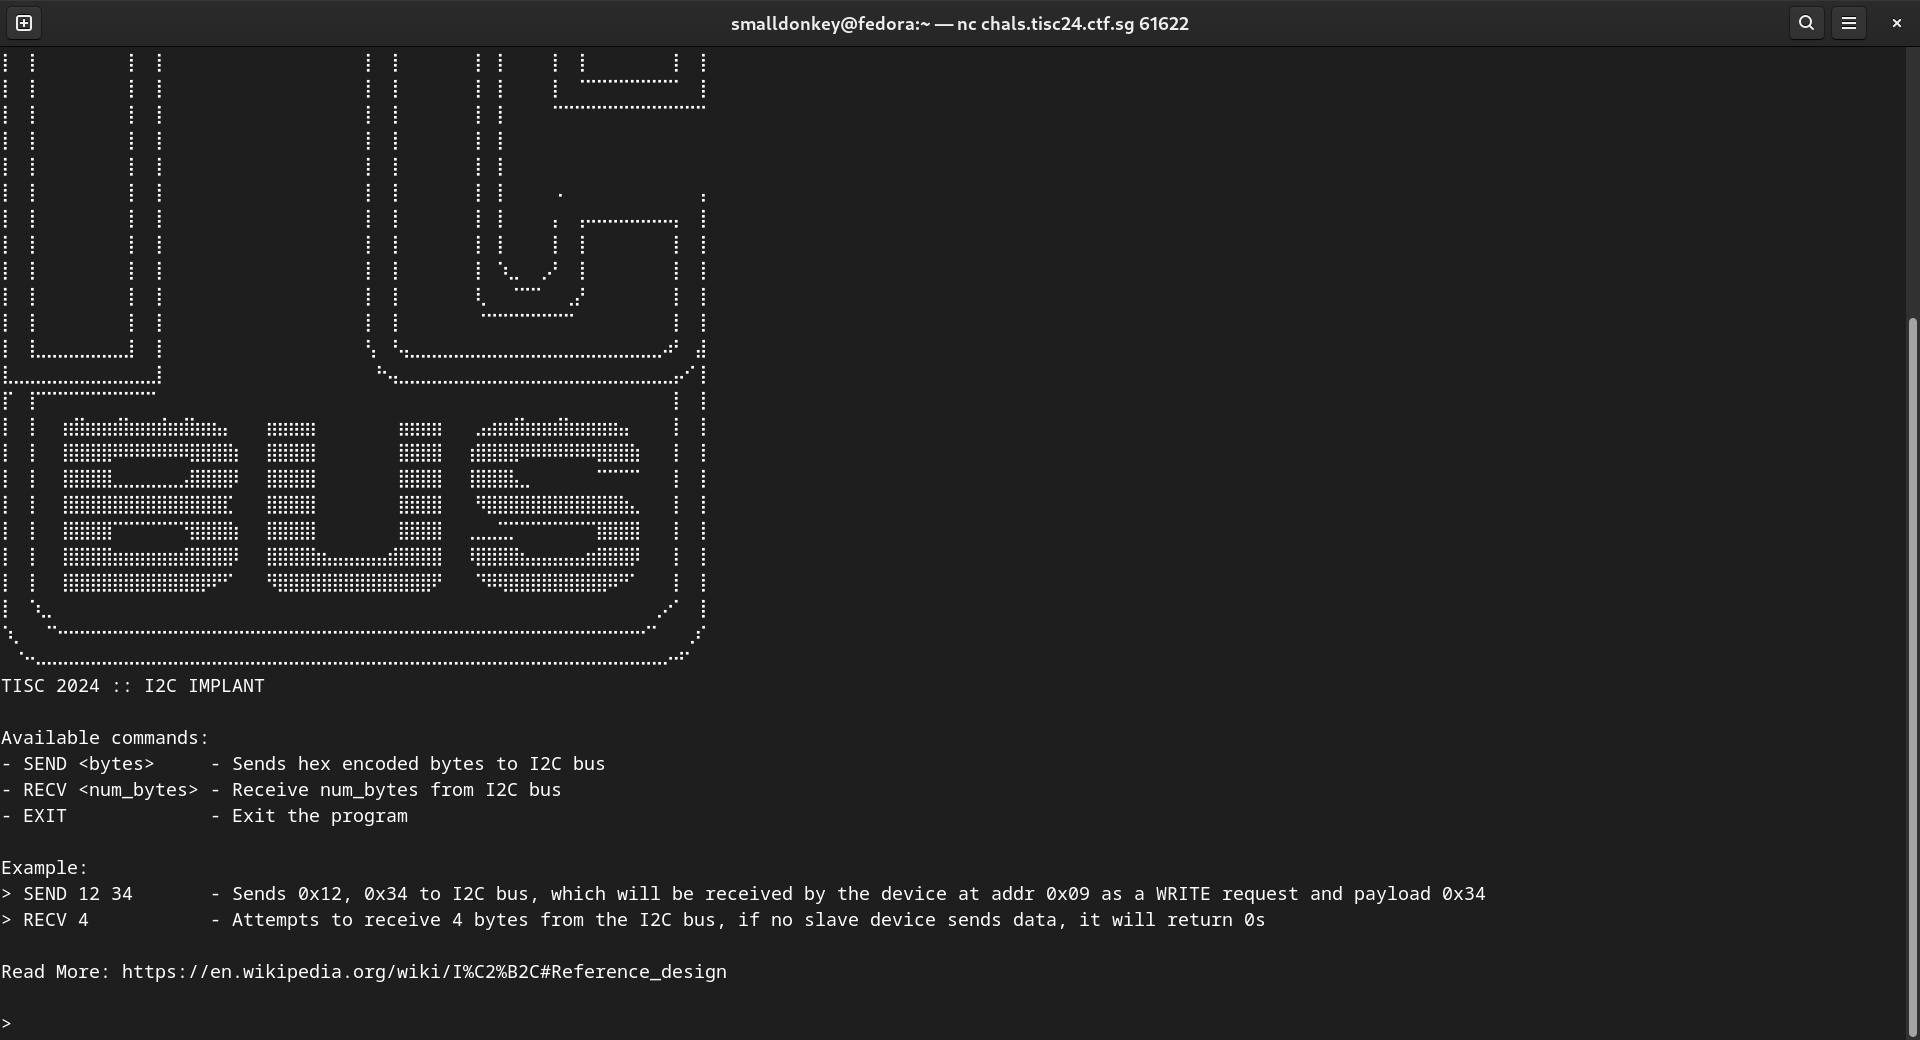 smalldonkey@fedora:~ — nc chals.tisc24.ctf.sg 61622
BUS
TISC 2024 :: I2C IMPLANT
Available commands:
- SEND <bytes>     - Sends hex encoded bytes to I2C bus
- RECV <num_bytes> - Receive num_bytes from I2C bus
- EXIT             - Exit the program
Example:
> SEND 12 34       - Sends 0x12, 0x34 to I2C bus, which will be received by the device at addr 0x09 as a WRITE request and payload 0x34
> RECV 4           - Attempts to receive 4 bytes from the I2C bus, if no slave device sends data, it will return 0s
Read More: https://en.wikipedia.org/wiki/I%C2%B2C#Reference_design
>